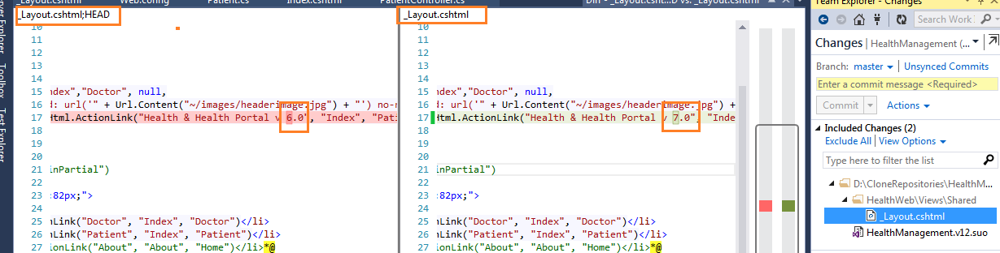 _Layout.cshtml
Web.config
Patient.cs
Index.cshtml
PatientController.cs
Diff - _Layout.csht...D vs. _Layout.cshtml
Team Explorer - Changes
_Layout.cshtml;HEAD
_Layout.cshtml
Server Explorer
Toolbox
Test Explorer
10
11
12
13
14
15 ndex","Doctor", null,
16 d: url('" + Url.Content("~/images/headerimage.jpg") + "') no-r
17 Html.ActionLink("Health & Health Portal v 6.0", "Index", "Pati
18
19
20
21 inPartial")
22
23 :82px;">
24
25 nLink("Doctor", "Index", "Doctor")</li>
26 nLink("Patient", "Index", "Patient")</li>
27 ionLink("About", "About", "Home")</li>*@
10
11
12
13
14
15 ndex","Doctor", null,
16 d: url('" + Url.Content("~/images/headerimage.jpg") +
17 Html.ActionLink("Health & Health Portal v 7.0", "Inde
18
19
20
21 inPartial")
22
23 :82px;">
24
25 nLink("Doctor", "Index", "Doctor")</li>
26 nLink("Patient", "Index", "Patient")</li>
27 ionLink("About", "About", "Home")</li>*@
Search Work
Changes | HealthManagement (...
Branch: master Unsynced Commits
Enter a commit message <Required>
Commit Actions
Included Changes (2)
Exclude All | View Options
Type here to filter the list
D:\CloneRepositories\HealthM...
HealthWeb\Views\Shared
_Layout.cshtml
HealthManagement.v12.suo